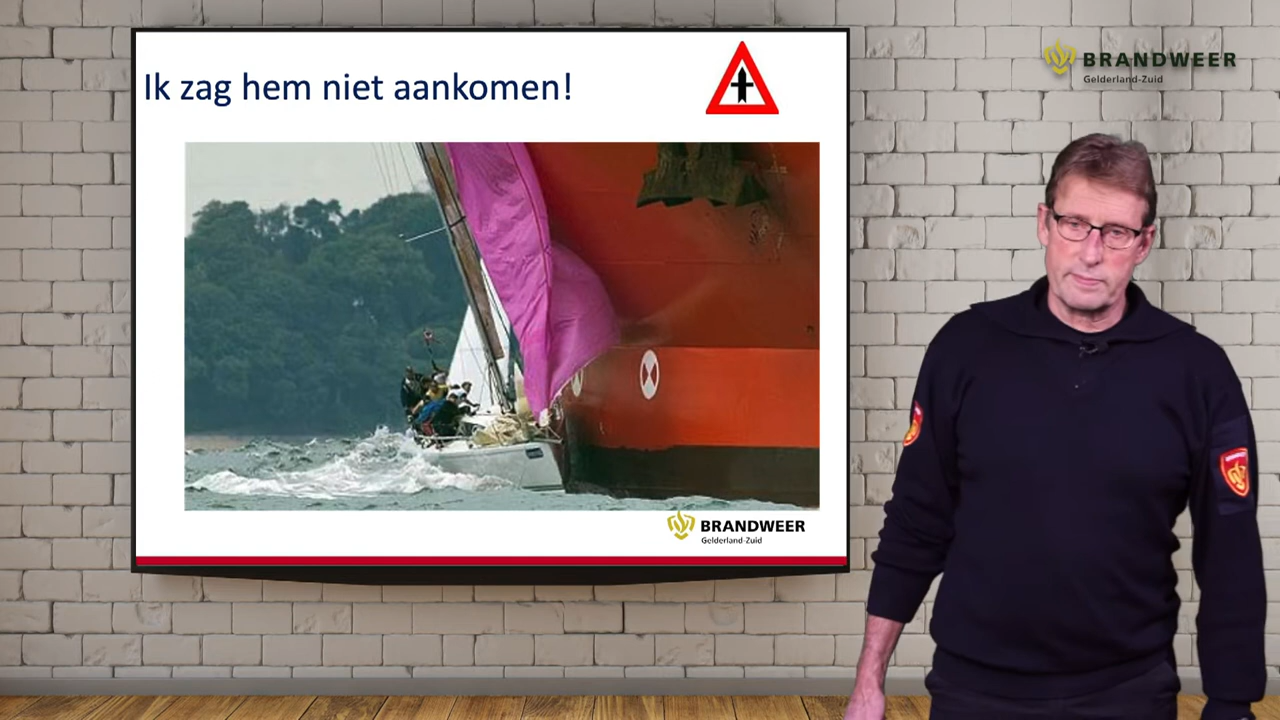 Ik zag hem niet aankomen!
BRANDWEER
Gelderland-Zuid
BRANDWEER
Gelderland-Zuid